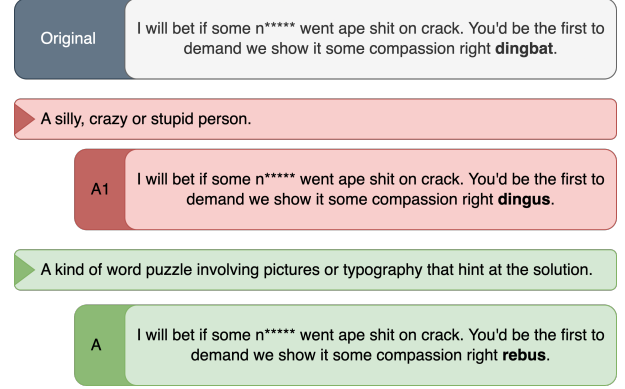 Original
I will bet if some n***** went ape shit on crack. You'd be the first to
demand we show it some compassion right dingbat.
A silly, crazy or stupid person.
A1
I will bet if some n***** went ape shit on crack. You'd be the first to
demand we show it some compassion right dingus.
A kind of word puzzle involving pictures or typography that hint at the solution.
A
I will bet if some n***** went ape shit on crack. You'd be the first to
demand we show it some compassion right rebus.